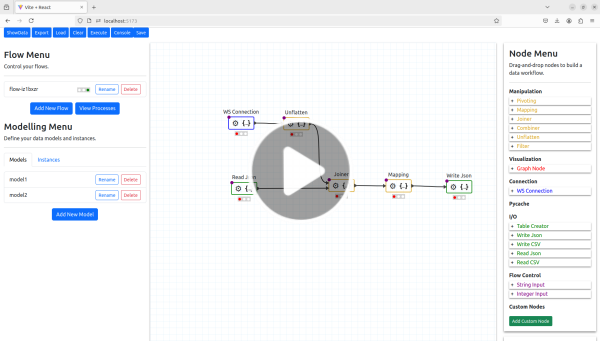 Vite + React
localhost:5173
ShowData
Export
Load
Clear
Execute
Console
Save
Flow Menu
Control your flows.
Rename
Delete
Add New Flow
View Processes
Modelling Menu
Define your data models and instances.
Models
Instances
model1
Rename
Delete
model2
Rename
Delete
Add New Model
WS Connection
{..}
Unflatten
Read
Joiner
{..}
Mapping
{..}
Write Json
{..}
Node Menu
Drag-and-drop nodes to build a
data workflow.
Manipulation
+ Pivoting
+ Mapping
+ Joiner
+ Combiner
+ Unflatten
+ Filter
Visualization
+ Graph Node
Connection
+ WS Connection
Pycache
I/O
+ Table Creator
+ Write Json
+ Write CSV
+ Read Json
+ Read CSV
Flow Control
+ String Input
+ Integer Input
Custom Nodes
Add Custom Node